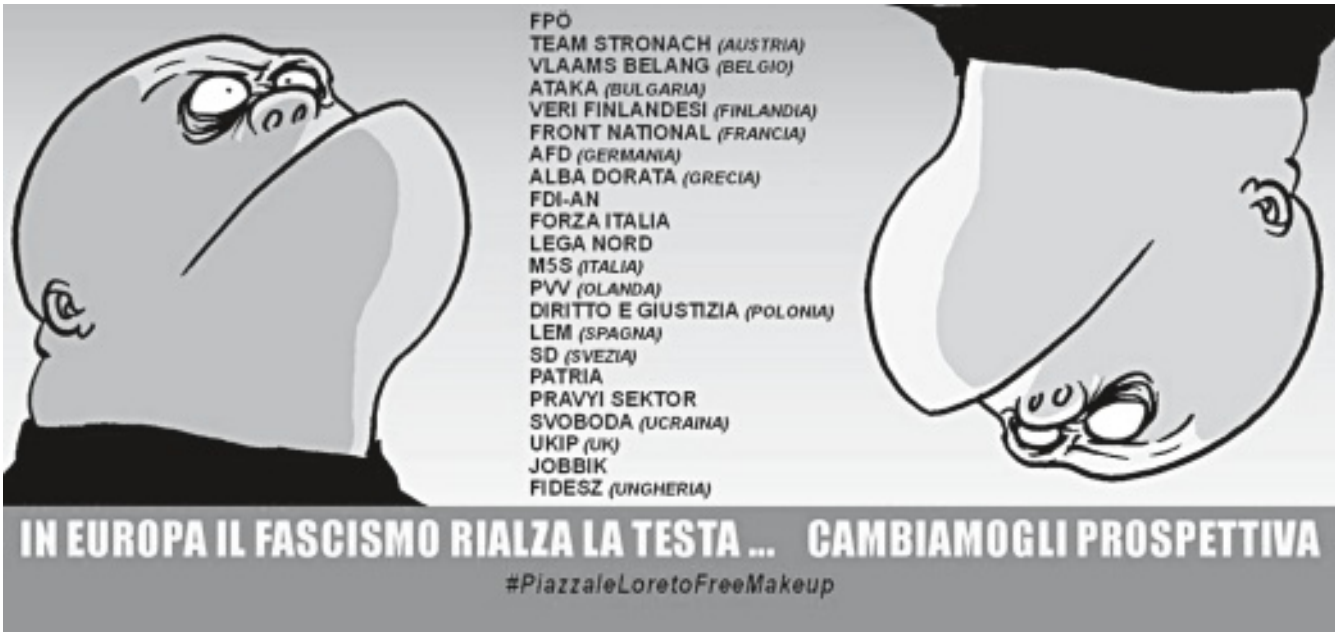 FPÖ
TEAM STRONACH (AUSTRIA)
VLAAMS BELANG (BELGIO)
ATAKA (BULGARIA)
VERI FINLANDESI (FINLANDIA)
FRONT NATIONAL (FRANCIA)
AFD (GERMANIA)
ALBA DORATA (GRECIA)
FDI-AN
FORZA ITALIA
LEGA NORD
M5S (ITALIA)
PVV (OLANDA)
DIRITTO E GIUSTIZIA (POLONIA)
LEM (SPAGNA)
SD (SVEZIA)
PATRIA
PRAVYI SEKTOR
SVOBODA (UCRAINA)
UKIP (UK)
JOBBIK
FIDESZ (UNGHERIA)
IN EUROPA IL FASCISMO RIALZA LA TESTA ... CAMBIAMOGLI PROSPETTIVA
#PiazzaleLoretoFreeMakeup